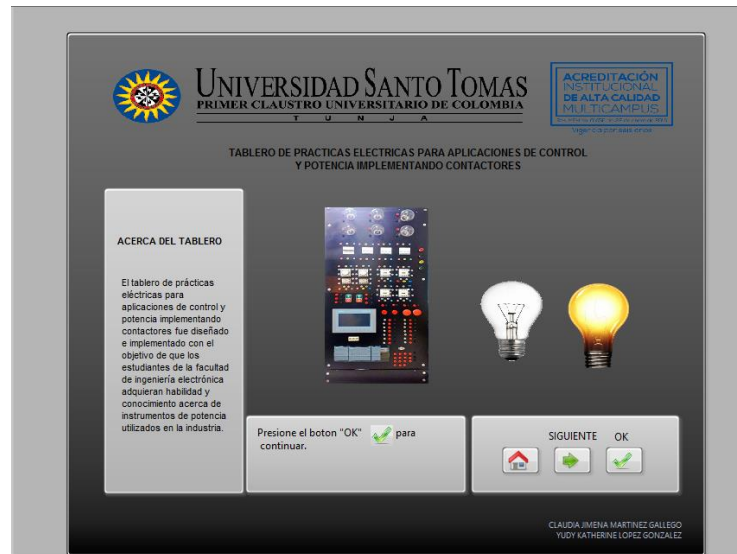 UNIVERSIDAD SANTO TOMAS
PRIMER CLAUSTRO UNIVERSITARIO DE COLOMBIA
T U N J A
ACREDITACIÓN
INSTITUCIONAL
DE ALTA CALIDAD
MULTICAMPUS
TABLERO DE PRACTICAS ELECTRICAS PARA APLICACIONES DE CONTROL
Y POTENCIA IMPLEMENTANDO CONTACTORES
ACERCA DEL TABLERO
El tablero de prácticas
eléctricas para
aplicaciones de control y
potencia implementando
contactores fue diseñado
e implementado con el
objetivo de que los
estudiantes de la facultad
de ingeniería electrónica
adquieran habilidad y
conocimiento acerca de
instrumentos de potencia
utilizados en la industria.
Presione el boton "OK" para
continuar.
SIGUIENTE OK
CLAUDIA JIMENA MARTINEZ GALLEGO
YUDY KATHERINE LOPEZ GONZALEZ